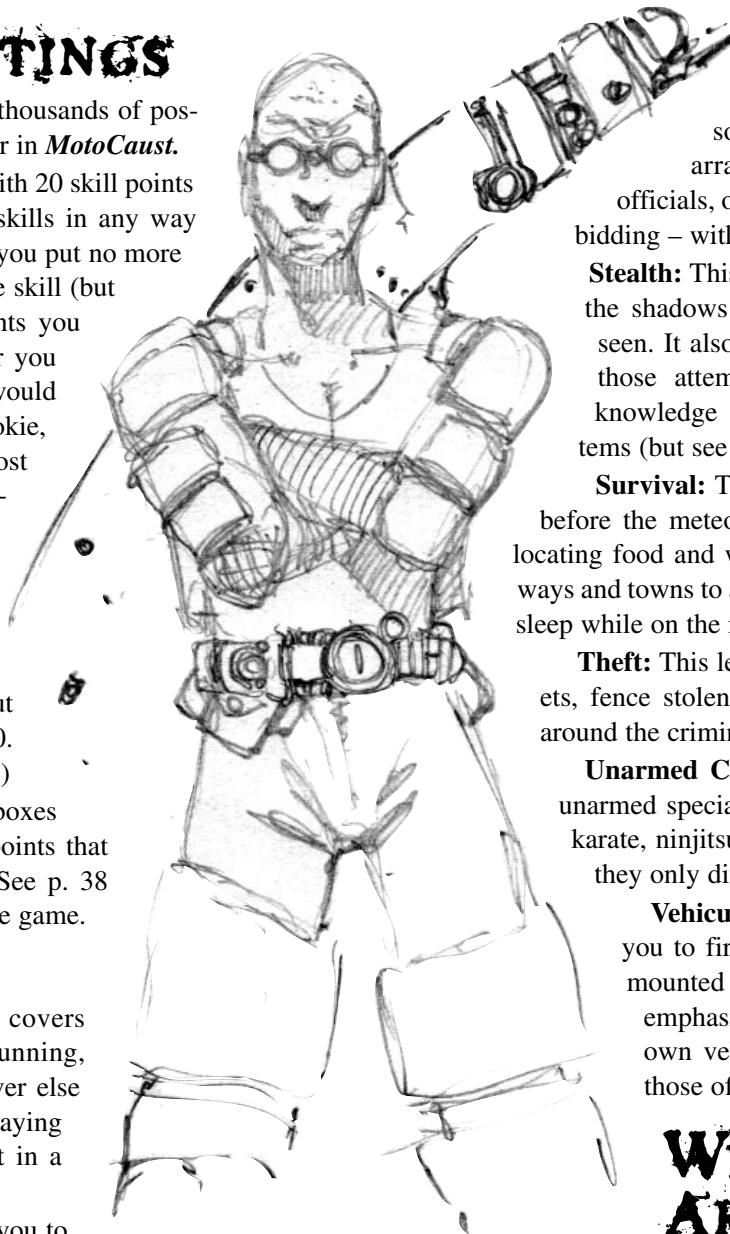 TINGS
thousands of pos-
r in MotoCaust.
ith 20 skill points
skills in any way
you put no more
e skill (but
nts you
r you
would
okie,
ost
-
ut
0.
)
boxes
points that
See p. 38
e game.
covers
unning,
ver else
aying
t in a
you to
so
arra
officials, o
bidding – with
Stealth: This
the shadows
seen. It also
those attem
knowledge
tems (but see
Survival: T
before the meteo
locating food and w
ways and towns to
sleep while on the
Theft: This le
ets, fence stolen
around the crimin
Unarmed C
unarmed specia
karate, ninjitsu
they only di
Vehicu
you to fir
mounted
emphas
own ve
those of
W
AR